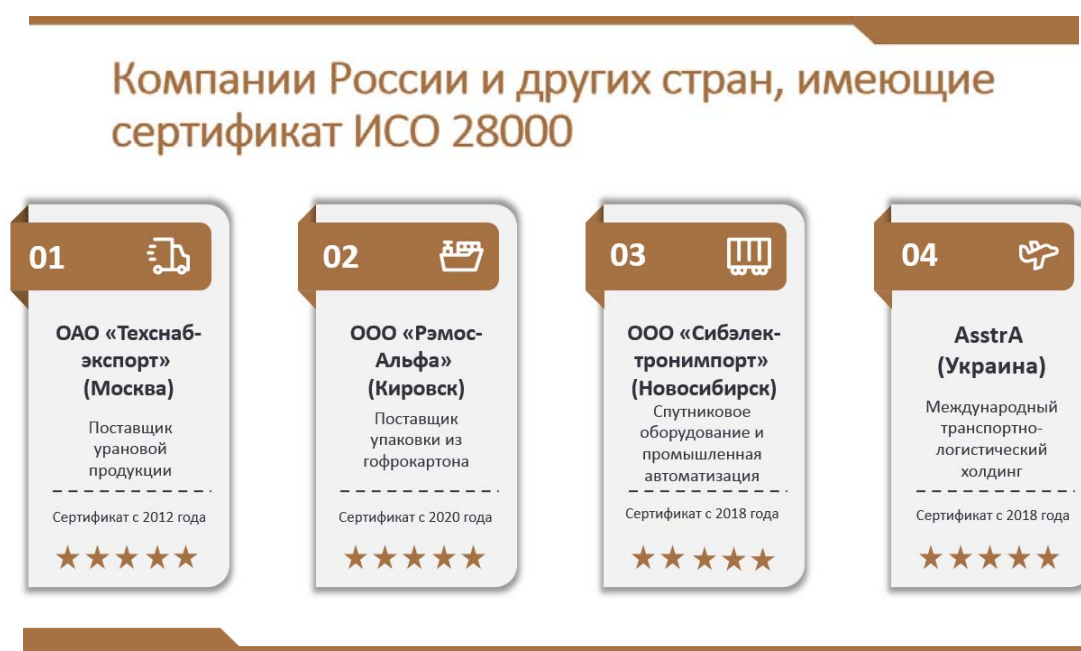 Компании России и других стран, имеющие
сертификат ИСО 28000
01
ОАО «Техснаб-
экспорт»
(Москва)
Поставщик
урановой
продукции
Сертификат с 2012 года
02
ООО «Рэмос-
Альфа»
(Кировск)
Поставщик
упаковки из
гофрокартона
Сертификат с 2020 года
03
ООО «Сибэлек-
тронимпорт»
(Новосибирск)
Спутниковое
оборудование и
промышленная
автоматизация
Сертификат с 2018 года
04
AsstrA
(Украина)
Международный
транспортно-
логистический
холдинг
Сертификат с 2018 года